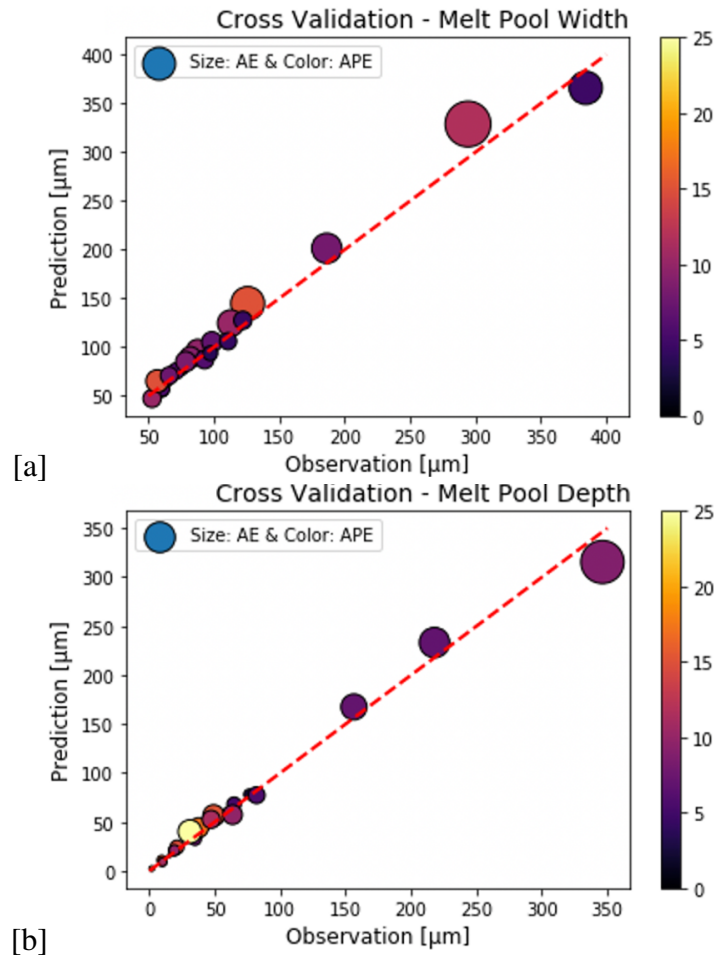 Cross Validation - Melt Pool Width
Size: AE & Color: APE
Prediction [μm]
400
350
300
250
200
150
100
50
50 100 150 200 250 300 350 400
Observation [μm]
25
20
15
10
5
0
[a]
Cross Validation - Melt Pool Depth
Size: AE & Color: APE
Prediction [μm]
350
300
250
200
150
100
50
0
0 50 100 150 200 250 300 350
Observation [μm]
25
20
15
10
5
0
[b]